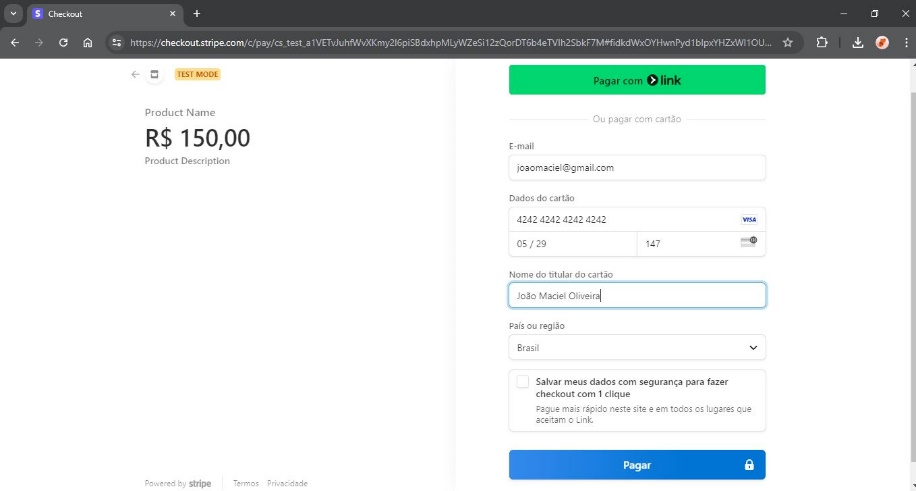 Checkout
https://checkout.stripe.com/c/pay/cs_test_a1VETvJuhfWvXKmy2I6piSBdxhpMLyWZeSi12zQorDT6b4eTVIh2SbkF7M#fidkdWxOYHwnPyd1blpxYHZxWl1OU...
TEST MODE
Product Name
R$ 150,00
Product Description
Powered by stripe
Termos
Privacidade
Pagar com link
Ou pagar com cartão
E-mail
joaomaciel@gmail.com
Dados do cartão
4242 4242 4242 4242
VISA
05 / 29
147
Nome do titular do cartão
João Maciel Oliveira
País ou região
Brasil
Salvar meus dados com segurança para fazer
checkout com 1 clique
Pague mais rápido neste site e em todos os lugares que
aceitam o Link.
Pagar